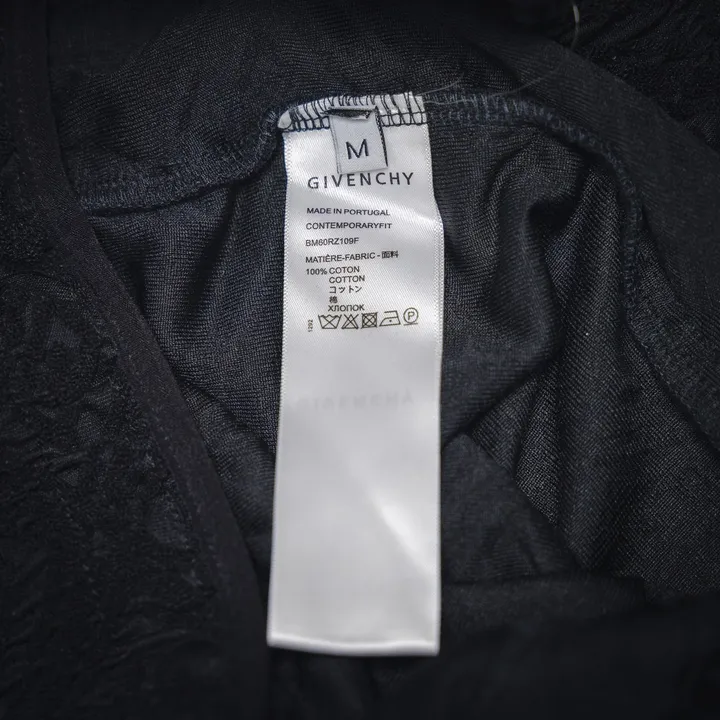 M
GIVENCHY
MADE IN PORTUGAL
CONTEMPORARYFIT
BM60RZ109F
MATIÈRE-FABRIC - 面料
100% COTON
COTTON
コットン
棉
ХЛОПОК
1292
P
GIVENCHY